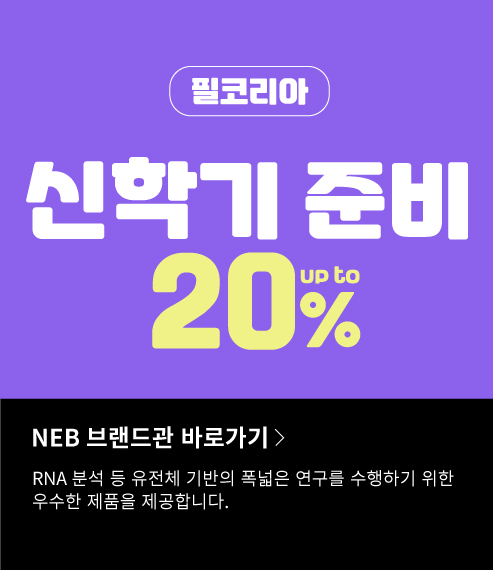 필코리아
신학기 준비
20% up to
NEB 브랜드관 바로가기 >
RNA 분석 등 유전체 기반의 폭넓은 연구를 수행하기 위한
우수한 제품을 제공합니다.